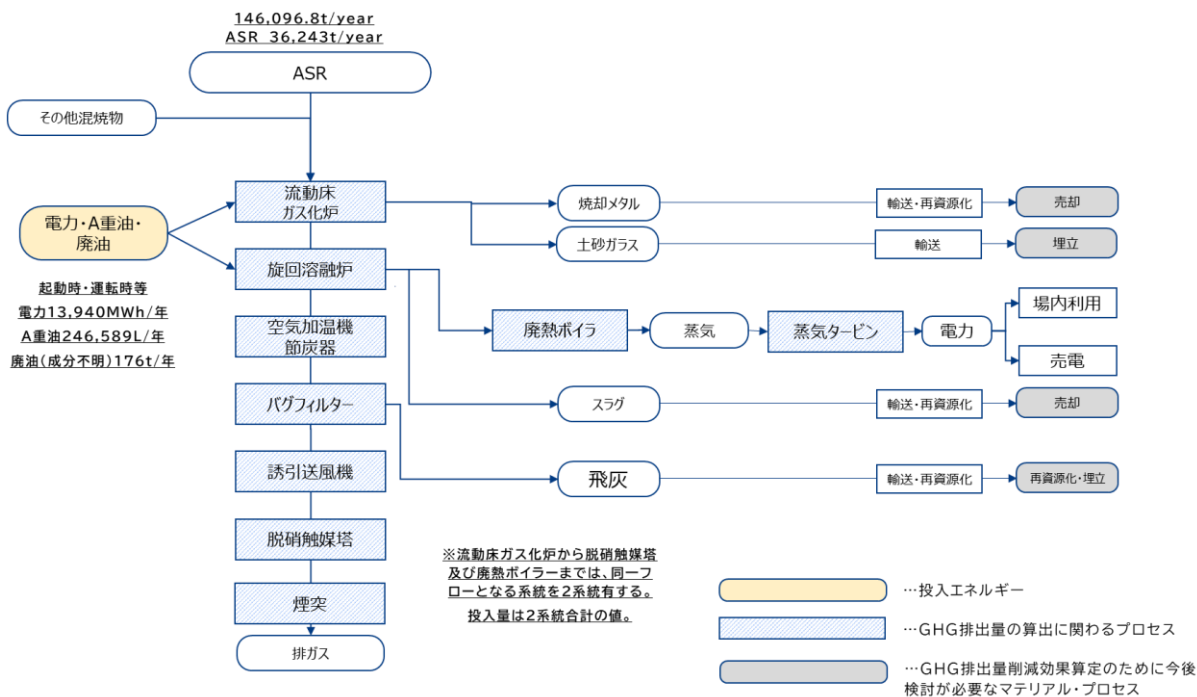 146,096.8t/year
ASR 36,243t/year
ASR
その他混焼物
流動床
ガス化炉
焼却メタル
輸送・再資源化
売却
電力・A重油・
廃油
土砂ガラス
輸送
埋立
旋回溶融炉
起動時・運転時等
電力13,940MWh/年
A重油246,589L/年
廃油(成分不明)176t/年
空気加温機
節炭器
廃熱ボイラ
蒸気
蒸気タービン
電力
場内利用
売電
バグフィルター
スラグ
輸送・再資源化
売却
誘引送風機
飛灰
輸送・再資源化
再資源化・埋立
脱硝触媒塔
煙突
排ガス
※流動床ガス化炉から脱硝触媒塔
及び廃熱ボイラーまでは、同一フ
ローとなる系統を2系統有する。
投入量は2系統合計の値。
…投入エネルギー
…GHG排出量の算出に関わるプロセス
…GHG排出量削減効果算定のために今後
検討が必要なマテリアル・プロセス